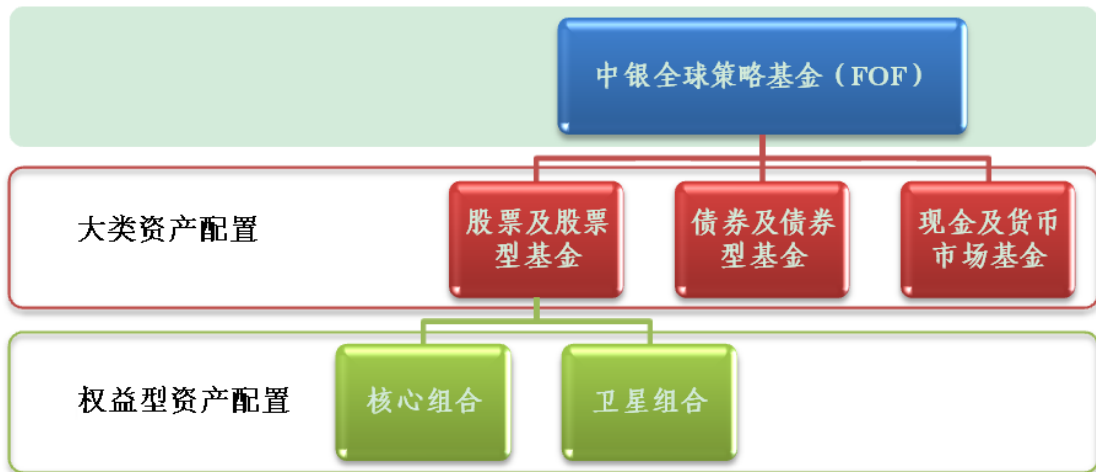 中银全球策略基金（FOF）
大类资产配置
股票及股票
型基金
债券及债券
型基金
现金及货币
市场基金
权益型资产配置
核心组合
卫星组合